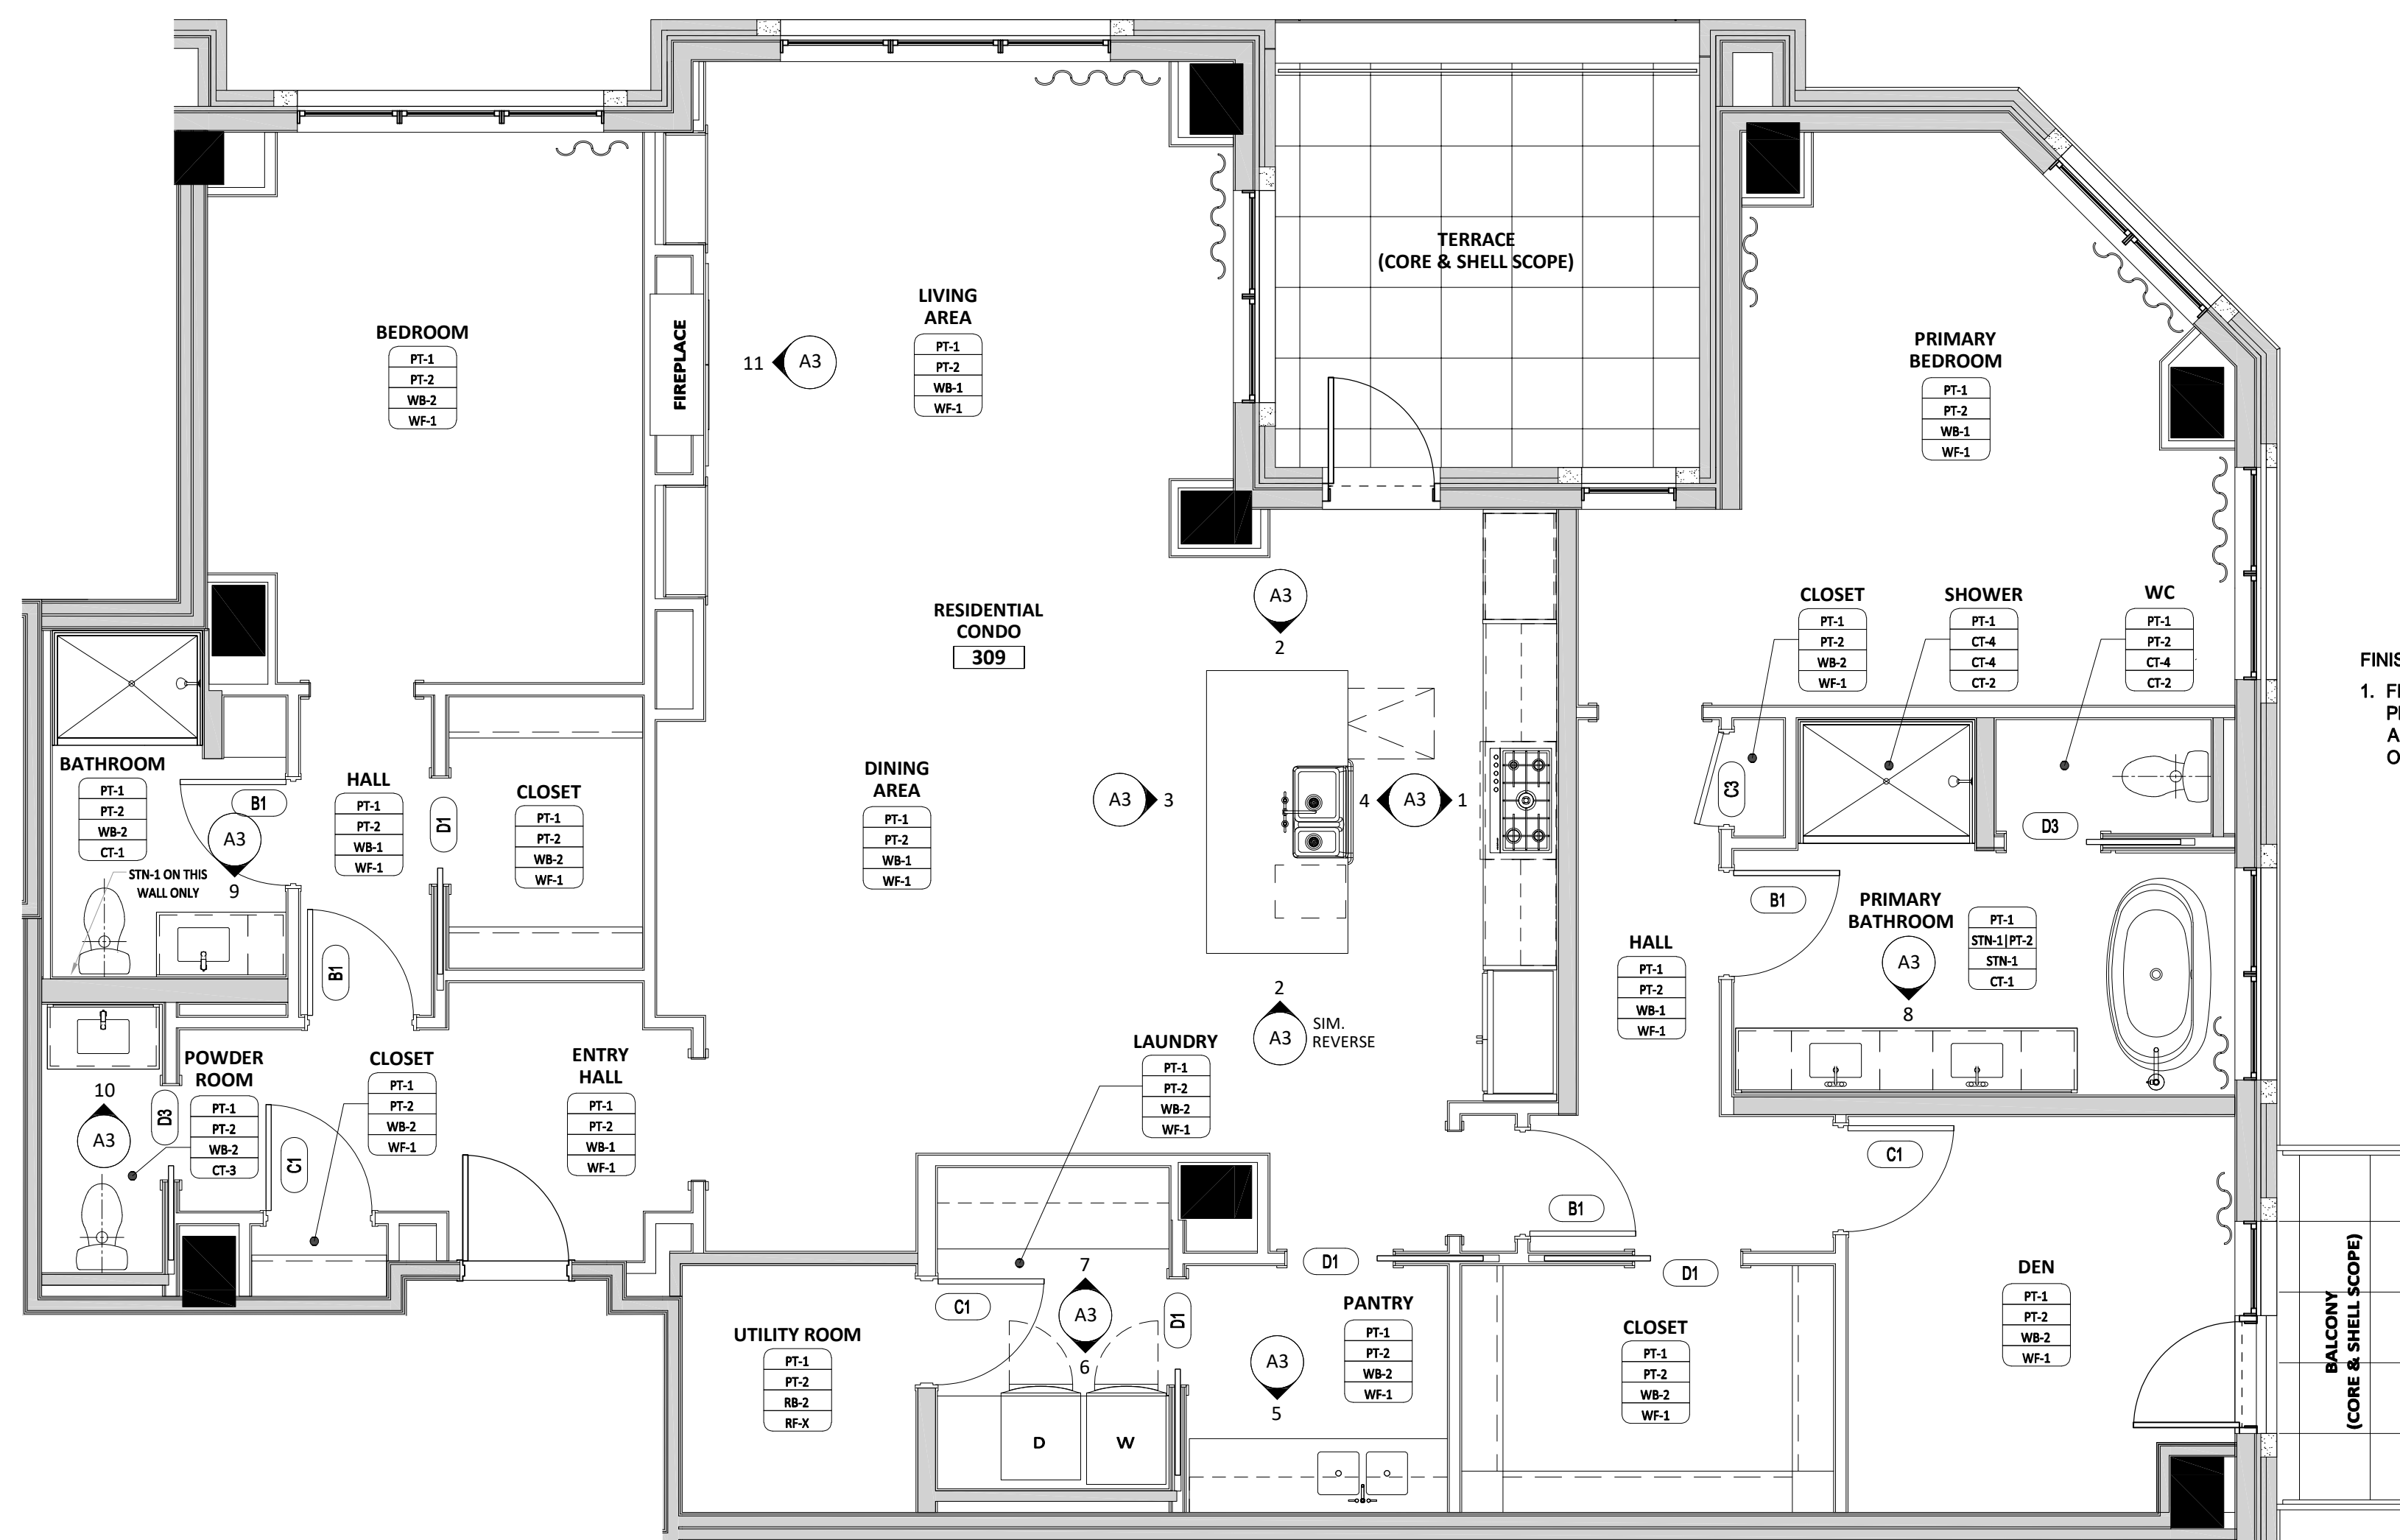 TERRACE
(CORE & SHELL SCOPE)
BEDROOM
PT-1
PT-2
WB-2
WF-1
FIREPLACE
11
A3
LIVING
AREA
PT-1
PT-2
WB-1
WF-1
PRIMARY
BEDROOM
PT-1
PT-2
WB-1
WF-1
RESIDENTIAL
CONDO
309
A3
2
CLOSET
PT-1
PT-2
WB-2
WF-1
SHOWER
PT-1
CT-4
CT-4
CT-2
WC
PT-1
PT-2
CT-4
CT-2
FINIS
1. FI
PI
A
O
BATHROOM
PT-1
PT-2
WB-2
CT-1
STN-1 ON THIS
WALL ONLY
B1
A3
9
HALL
PT-1
PT-2
WB-1
WF-1
D1
CLOSET
PT-1
PT-2
WB-2
WF-1
DINING
AREA
PT-1
PT-2
WB-1
WF-1
A3
3
4
A3
1
C3
D3
B1
B1
PRIMARY
BATHROOM
A3
8
PT-1
STN-1|PT-2
STN-1
CT-1
HALL
PT-1
PT-2
WB-1
WF-1
2
A3
SIM.
REVERSE
LAUNDRY
PT-1
PT-2
WB-2
WF-1
10
A3
D3
POWDER
ROOM
PT-1
PT-2
WB-2
CT-3
C1
CLOSET
PT-1
PT-2
WB-2
WF-1
ENTRY
HALL
PT-1
PT-2
WB-1
WF-1
C1
B1
D1
D1
UTILITY ROOM
PT-1
PT-2
RB-2
RF-X
C1
7
A3
6
D
W
D1
A3
5
PANTRY
PT-1
PT-2
WB-2
WF-1
CLOSET
PT-1
PT-2
WB-2
WF-1
DEN
PT-1
PT-2
WB-2
WF-1
BALCONY
(CORE & SHELL SCOPE)